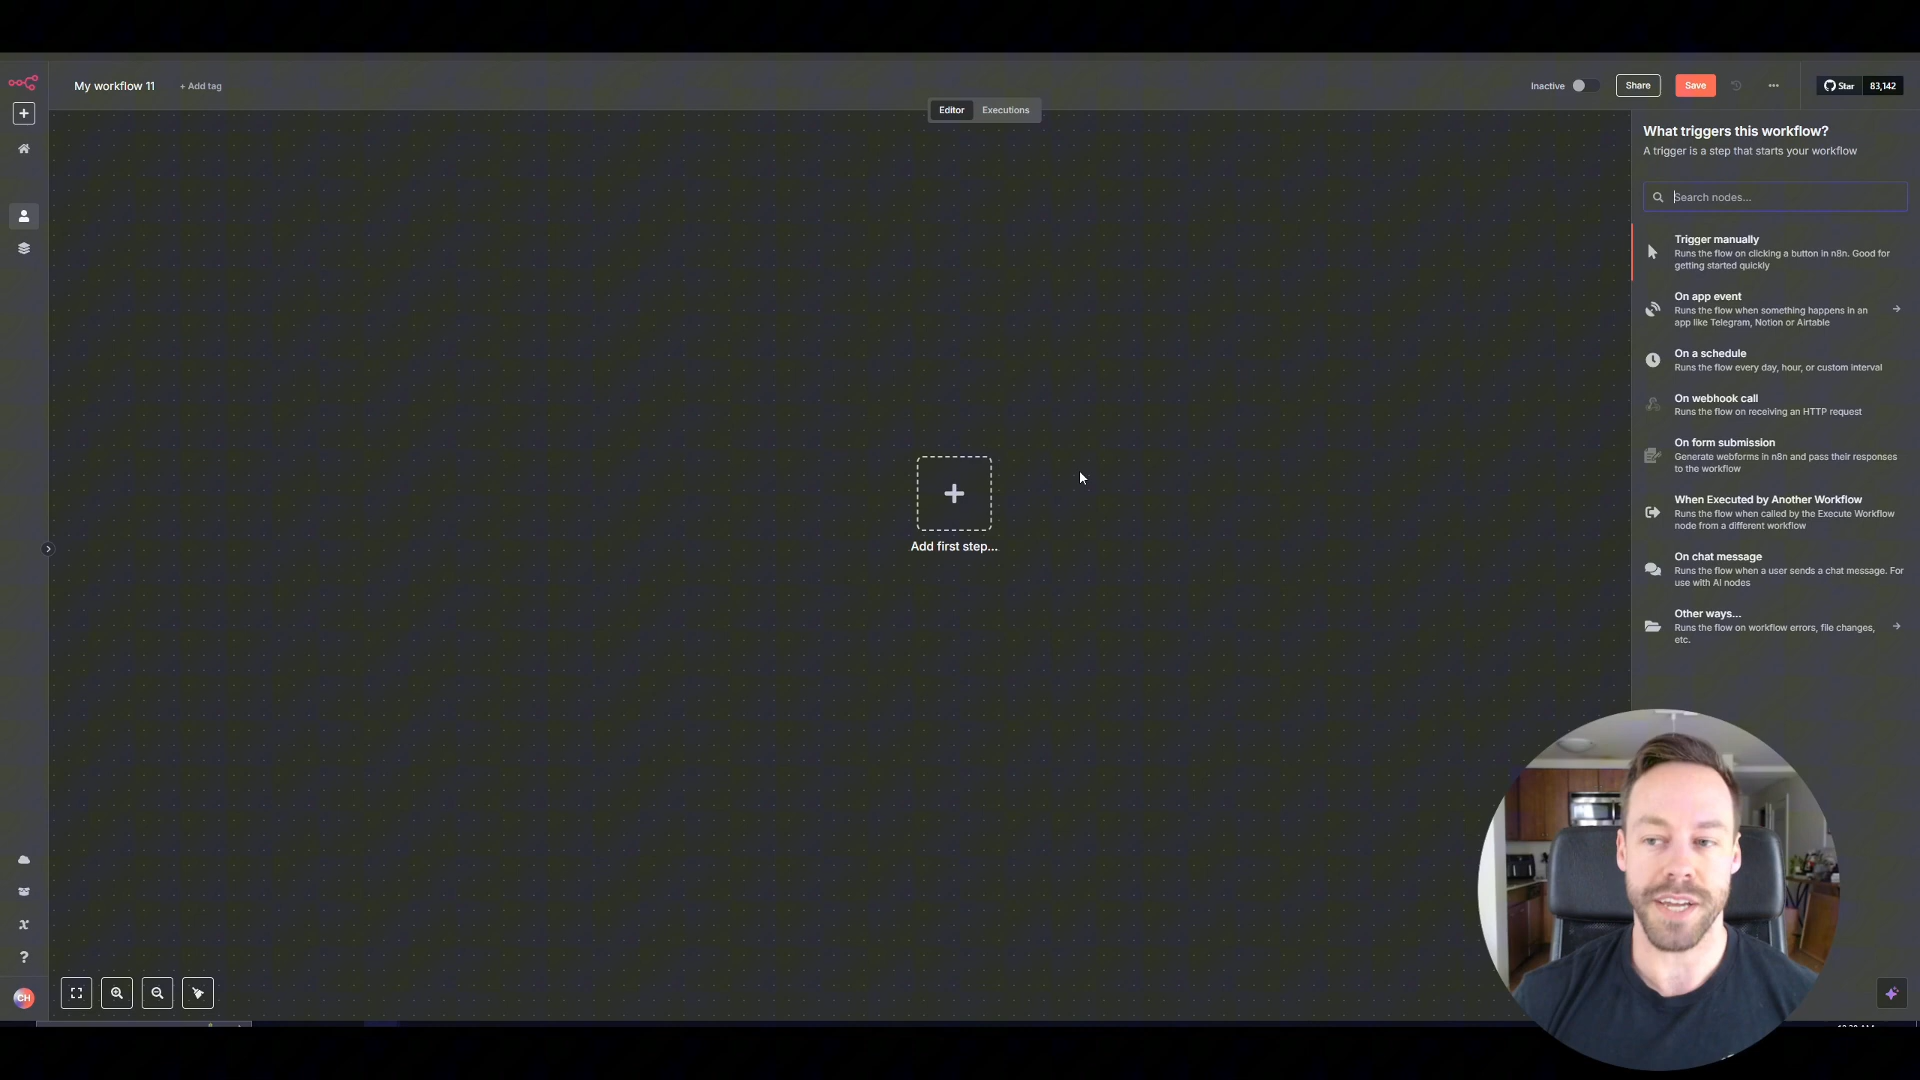 My workflow 11
+ Add tag
Inactive
Share
Save
Star
83,142
Editor
Executions
What triggers this workflow?
A trigger is a step that starts your workflow
Search nodes...
Trigger manually
Runs the flow on clicking a button in n8n. Good for
getting started quickly
On app event
Runs the flow when something happens in an
app like Telegram, Notion or Airtable
On a schedule
Runs the flow every day, hour, or custom interval
On webhook call
Runs the flow on receiving an HTTP request
On form submission
Generate webforms in n8n and pass their responses
to the workflow
When Executed by Another Workflow
Runs the flow when called by the Execute Workflow
node from a different workflow
On chat message
Runs the flow when a user sends a chat message. For
use with AI nodes
Other ways...
Runs the flow on workflow errors, file changes,
etc.
Add first step...
CH